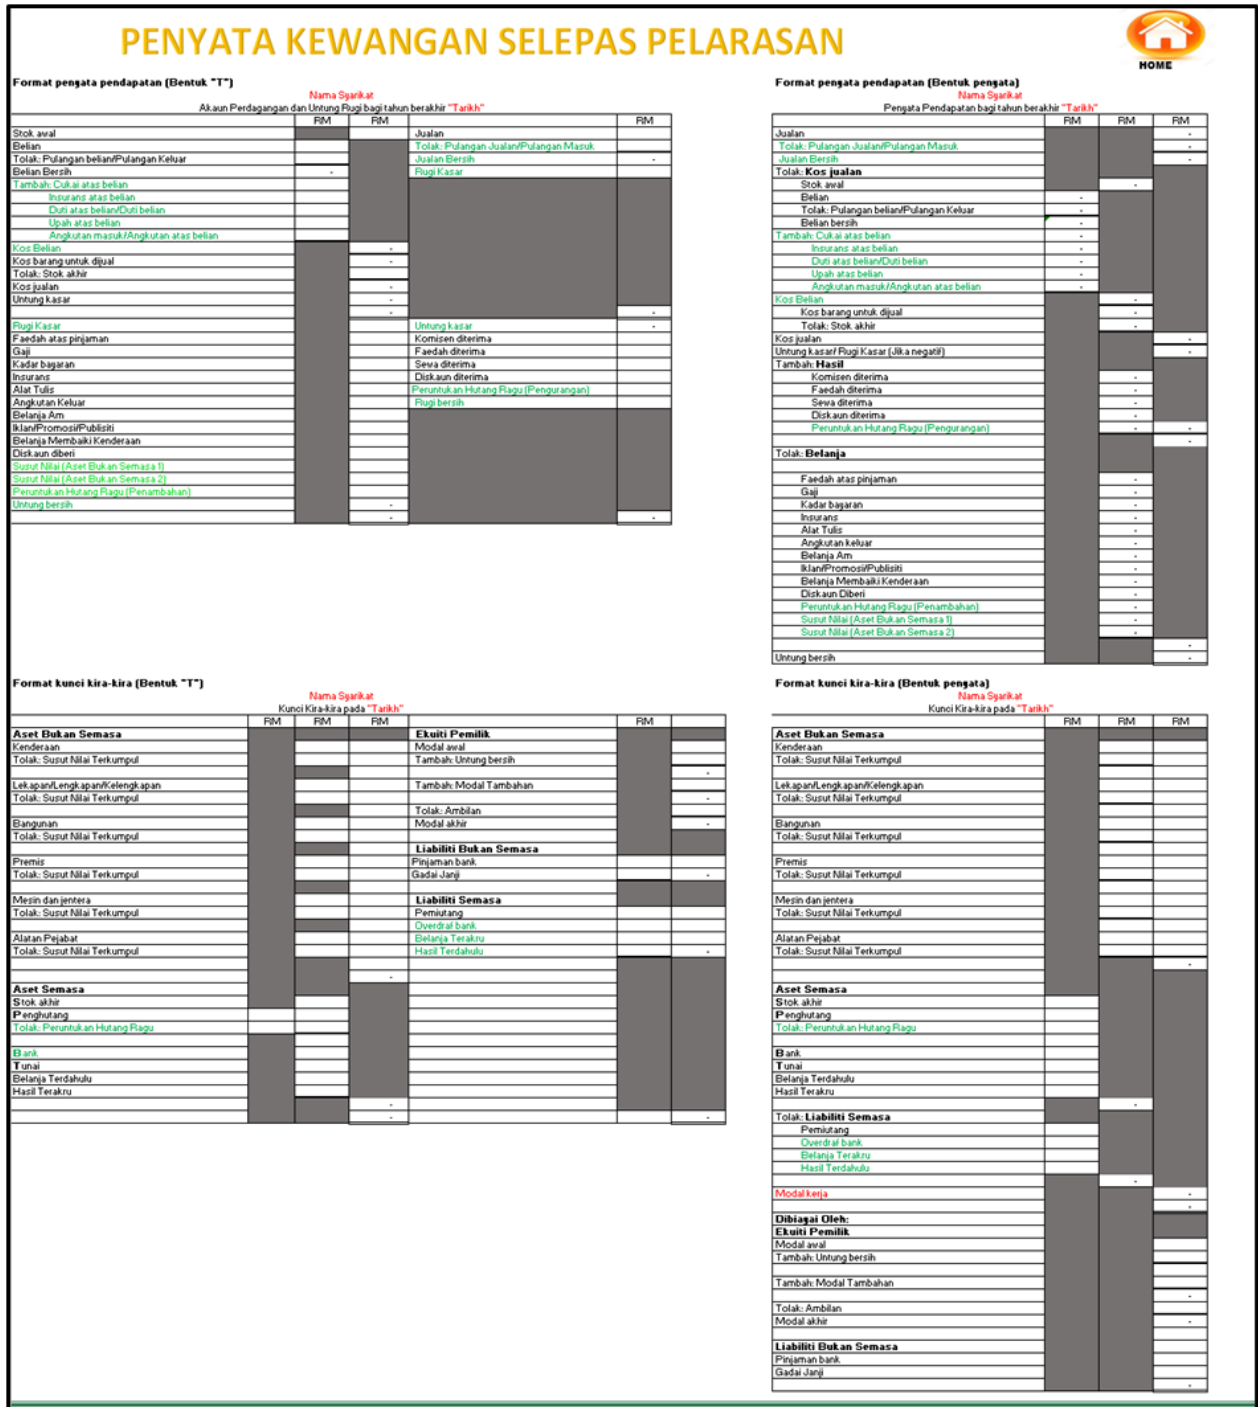 PENYATA KEWANGAN SELEPAS PELARASAN
HOME
Format penyata pendapatan (Bentuk "T")
Nama Syarikat
Akaun Perdagangan dan Untung Rugi bagi tahun berakhir "Tarikh"
RM RM RM
Stok awal Jualan
Belian Tolak: Pulangan Jualan/Pulangan Masuk
Tolak: Pulangan belian/Pulangan Keluar Jualan Bersih -
Belian Bersih - Rugi Kasar
Tambah: Cukai atas belian
Insurans atas belian
Duti atas belian/Duti belian
Upah atas belian
Angkutan masuk/Angkutan atas belian
Kos Belian -
Kos barang untuk dijual -
Tolak: Stok akhir
Kos jualan -
Untung kasar -
- -
Rugi Kasar Untung kasar -
Faedah atas pinjaman Komisen diterima
Gaji Faedah diterima
Kadar bayaran Sewa diterima
Insurans Diskaun diterima
Alat Tulis Peruntukan Hutang Ragu (Pengurangan)
Angkutan Keluar Rugi bersih
Belanja Am
Iklan/Promosi/Publisiti
Belanja Membaiki Kenderaan
Diskaun diberi
Susut Nilai (Aset Bukan Semasa 1)
Susut Nilai (Aset Bukan Semasa 2)
Peruntukan Hutang Ragu (Penambahan)
Untung bersih -
- -
Format penyata pendapatan (Bentuk penyata)
Nama Syarikat
Penyata Pendapatan bagi tahun berakhir "Tarikh"
RM RM RM
Jualan -
Tolak: Pulangan Jualan/Pulangan Masuk -
Jualan Bersih -
Tolak: Kos jualan
Stok awal -
Belian -
Tolak: Pulangan belian/Pulangan Keluar -
Belian bersih -
Tambah: Cukai atas belian -
Insurans atas belian -
Duti atas belian/Duti belian -
Upah atas belian -
Angkutan masuk/Angkutan atas belian -
Kos Belian -
Kos barang untuk dijual -
Tolak: Stok akhir -
Kos jualan -
Untung kasar/ Rugi Kasar (Jika negatif) -
Tambah: Hasil
Komisen diterima -
Faedah diterima -
Sewa diterima -
Diskaun diterima -
Peruntukan Hutang Ragu (Pengurangan) - -
-
Tolak: Belanja
Faedah atas pinjaman -
Gaji -
Kadar bayaran -
Insurans -
Alat Tulis -
Angkutan keluar -
Belanja Am -
Iklan/Promosi/Publisiti -
Belanja Membaiki Kenderaan -
Diskaun Diberi -
Peruntukan Hutang Ragu (Penambahan) -
Susut Nilai (Aset Bukan Semasa 1) -
Susut Nilai (Aset Bukan Semasa 2) -
-
Untung bersih -
Format kunci kira-kira (Bentuk "T")
Nama Syarikat
Kunci Kira-kira pada "Tarikh"
RM RM RM RM
Aset Bukan Semasa Ekuiti Pemilik
Kenderaan Modal awal
Tolak: Susut Nilai Terkumpul Tambah: Untung bersih
-
Lekapan/Lengkapan/Kelengkapan Tambah: Modal Tambahan
Tolak: Susut Nilai Terkumpul -
Tolak: Ambilan
Bangunan Modal akhir -
Tolak: Susut Nilai Terkumpul
Liabiliti Bukan Semasa
Premis Pinjaman bank
Tolak: Susut Nilai Terkumpul Gadai Janji -
Mesin dan jentera Liabiliti Semasa
Tolak: Susut Nilai Terkumpul Pemiutang
Overdraf bank
Alatan Pejabat Belanja Terakru
Tolak: Susut Nilai Terkumpul Hasil Terdahulu -
-
Aset Semasa
Stok akhir
Penghutang
Tolak: Peruntukan Hutang Ragu
Bank
Tunai
Belanja Terdahulu
Hasil Terakru
-
- -
Format kunci kira-kira (Bentuk penyata)
Nama Syarikat
Kunci Kira-kira pada "Tarikh"
RM RM RM
Aset Bukan Semasa
Kenderaan
Tolak: Susut Nilai Terkumpul
Lekapan/Lengkapan/Kelengkapan
Tolak: Susut Nilai Terkumpul
Bangunan
Tolak: Susut Nilai Terkumpul
Premis
Tolak: Susut Nilai Terkumpul
Mesin dan jentera
Tolak: Susut Nilai Terkumpul
Alatan Pejabat
Tolak: Susut Nilai Terkumpul
-
Aset Semasa
Stok akhir
Penghutang
Tolak: Peruntukan Hutang Ragu
Bank
Tunai
Belanja Terdahulu
Hasil Terakru
-
Tolak: Liabiliti Semasa
Pemiutang
Overdraf bank
Belanja Terakru
Hasil Terdahulu
-
Modal kerja -
-
Dibiayai Oleh:
Ekuiti Pemilik
Modal awal
Tambah: Untung bersih
Tambah: Modal Tambahan
-
Tolak: Ambilan
Modal akhir -
Liabiliti Bukan Semasa
Pinjaman bank
Gadai Janji
-